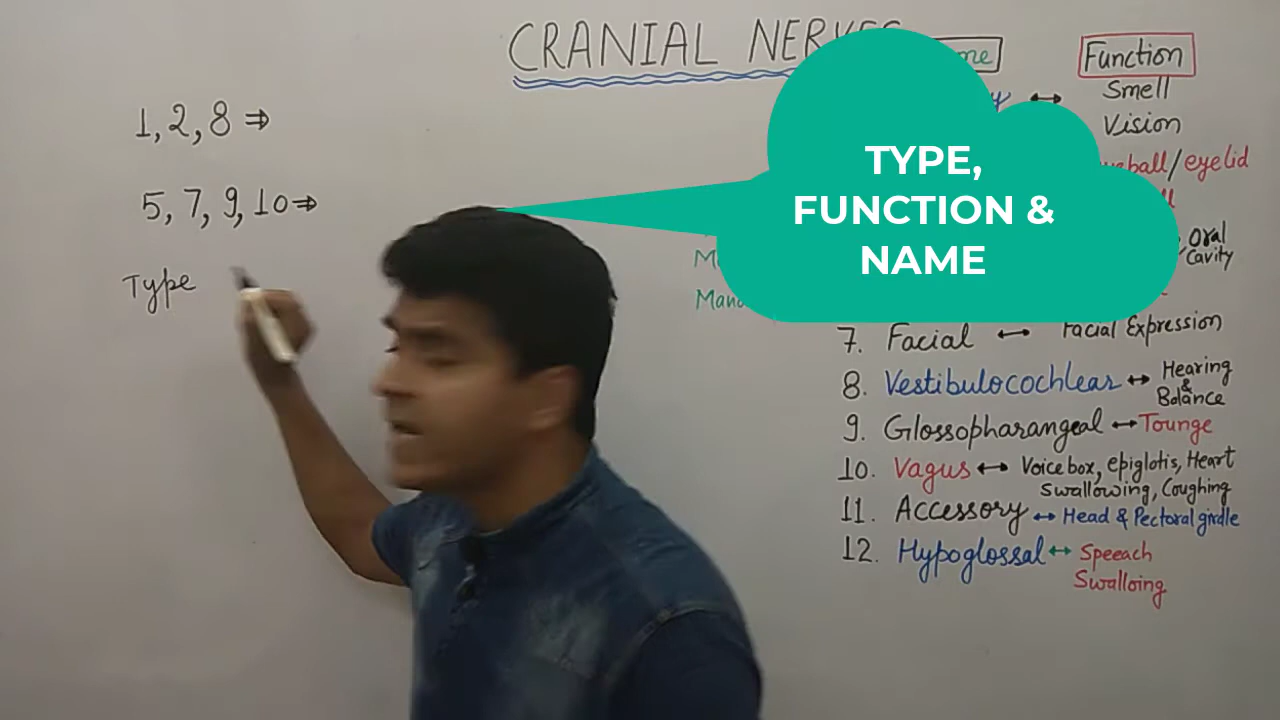 CRANIAL NERVES
Function
1, 2, 8 ⇒
5, 7, 9, 10 ⇒
Type
TYPE,
FUNCTION &
NAME
↔ Smell
Vision
/eyelid
Oral
Cavity
7. Facial ↔ Facial Expression
8. Vestibulocochlear ↔ Hearing
&
Balance
9. Glossopharangeal ↔ Tounge
10. Vagus ↔ Voice box, epiglotis, Heart
Swallowing, Coughing
11. Accessory ↔ Head & Pectoral girdle
12. Hypoglossal ↔ Speeach
Swalloing